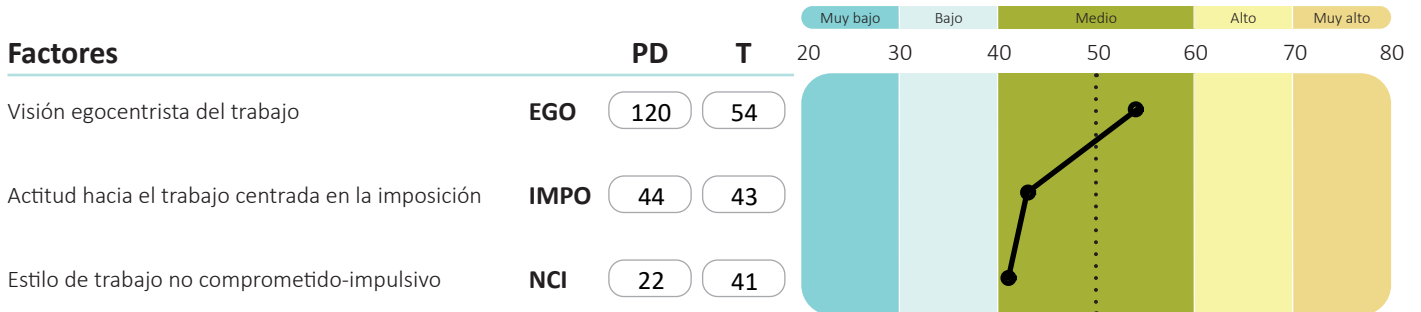 Muy bajo Bajo Medio Alto Muy alto
Factores PD T 20 30 40 50 60 70 80
Visión egocentrista del trabajo EGO 120 54
Actitud hacia el trabajo centrada en la imposición IMPO 44 43
Estilo de trabajo no comprometido-impulsivo NCI 22 41